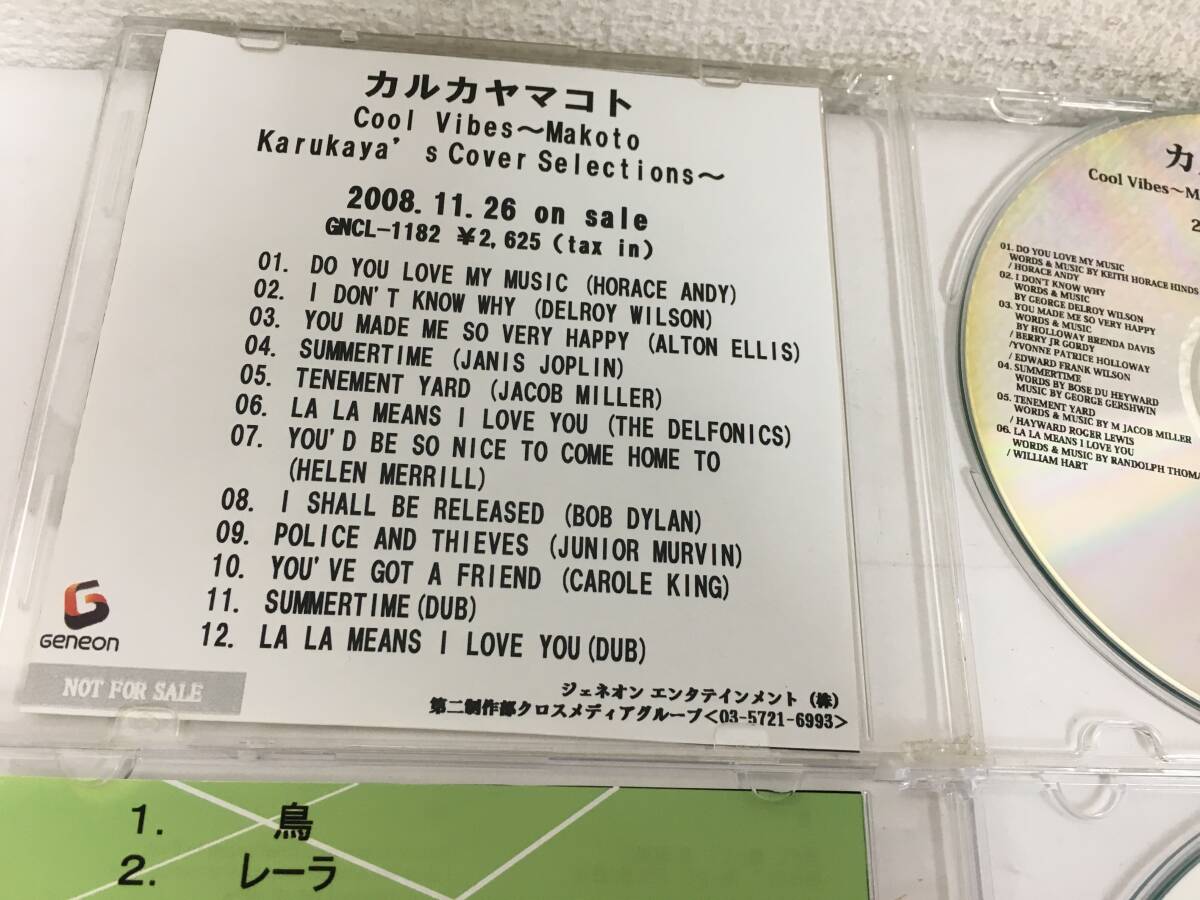 カルカヤマコト
Cool Vibes～Makoto
Karukaya's Cover Selections～
2008.11.26 on sale
GNCL-1182 ¥2,625(tax in)
01. DO YOU LOVE MY MUSIC (HORACE ANDY)
02. I DON'T KNOW WHY (DELROY WILSON)
03. YOU MADE ME SO VERY HAPPY (ALTON ELLIS)
04. SUMMERTIME (JANIS JOPLIN)
05. TENEMENT YARD (JACOB MILLER)
06. LA LA MEANS I LOVE YOU (THE DELFONICS)
07. YOU'D BE SO NICE TO COME HOME TO
(HELEN MERRILL)
08. I SHALL BE RELEASED (BOB DYLAN)
09. POLICE AND THIEVES (JUNIOR MURVIN)
10. YOU'VE GOT A FRIEND (CAROLE KING)
11. SUMMERTIME(DUB)
12. LA LA MEANS I LOVE YOU(DUB)
GENEON
NOT FOR SALE
ジェネオン エンタテインメント（株）
第二制作部クロスメディアグループ<03-5721-6993>
カ
Cool Vibes～M
2
01. DO YOU LOVE MY MUSIC
WORDS & MUSIC BY KEITH HORACE HINDS
/ HORACE ANDY
02. I DON'T KNOW WHY
WORDS & MUSIC
BY GEORGE DELROY WILSON
03. YOU MADE ME SO VERY HAPPY
WORDS & MUSIC
BY HOLLOWAY BRENDA DAVIS
/ BERRY JR GORDY
/YVONNE PATRICE HOLLOWAY
/ EDWARD FRANK WILSON
04. SUMMERTIME
WORDS BY BOSE DU HEYWARD
MUSIC BY GEORGE GERSHWIN
05. TENEMENT YARD
WORDS & MUSIC BY M JACOB MILLER
/ HAYWARD ROGER LEWIS
06. LA LA MEANS I LOVE YOU
WORDS & MUSIC BY RANDOLPH THOMA
/ WILLIAM HART
1. 鳥
2. レーラ